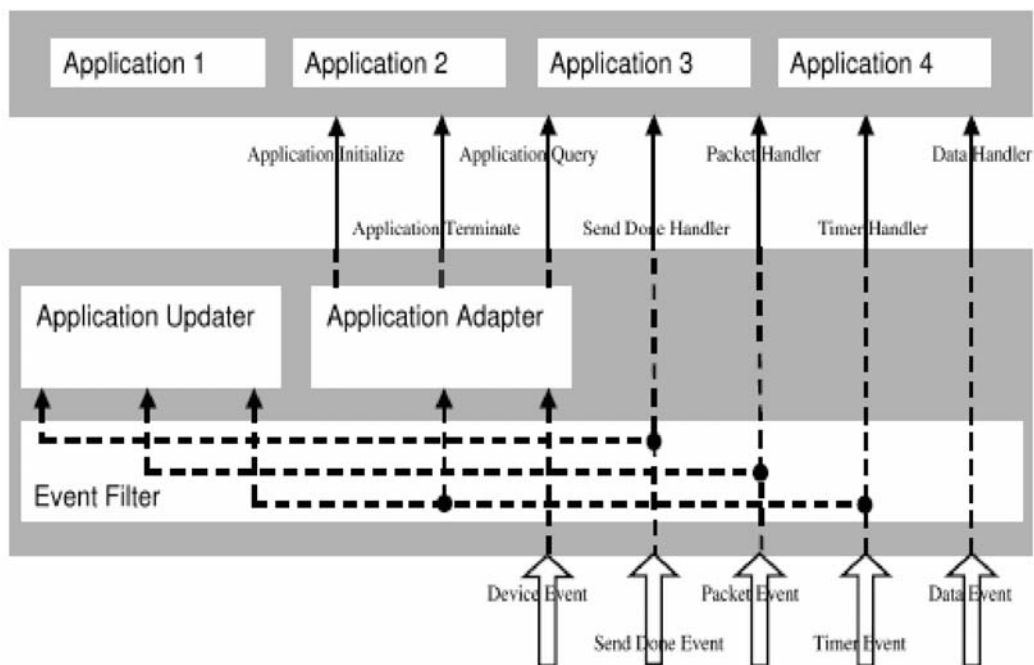 Application 1
Application 2
Application 3
Application 4
Application Initialize
Application Query
Packet Handler
Data Handler
Application Terminate
Send Done Handler
Timer Handler
Application Updater
Application Adapter
Event Filter
Device Event
Packet Event
Data Event
Send Done Event
Timer Event